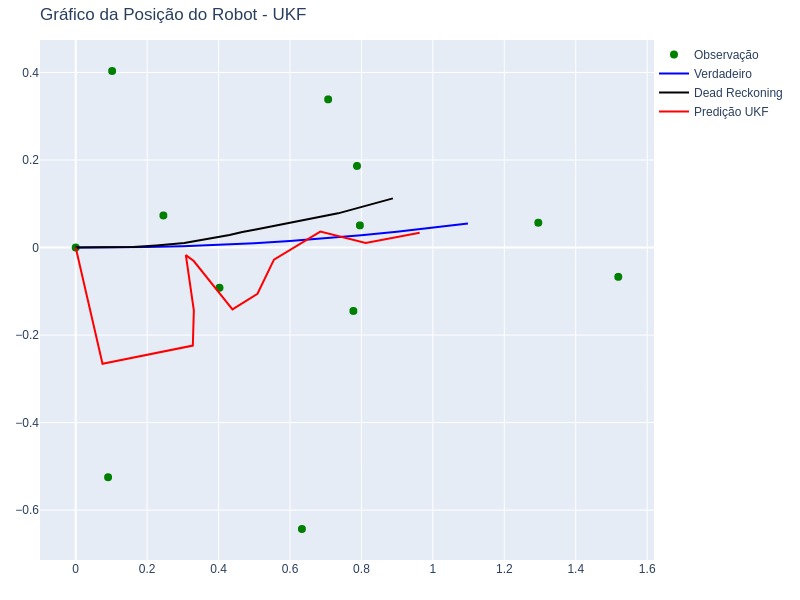 Gráfico da Posição do Robot - UKF
Observação
Verdadeiro
Dead Reckoning
Predição UKF
0.4
0.2
0
−0.2
−0.4
−0.6
0 0.2 0.4 0.6 0.8 1 1.2 1.4 1.6